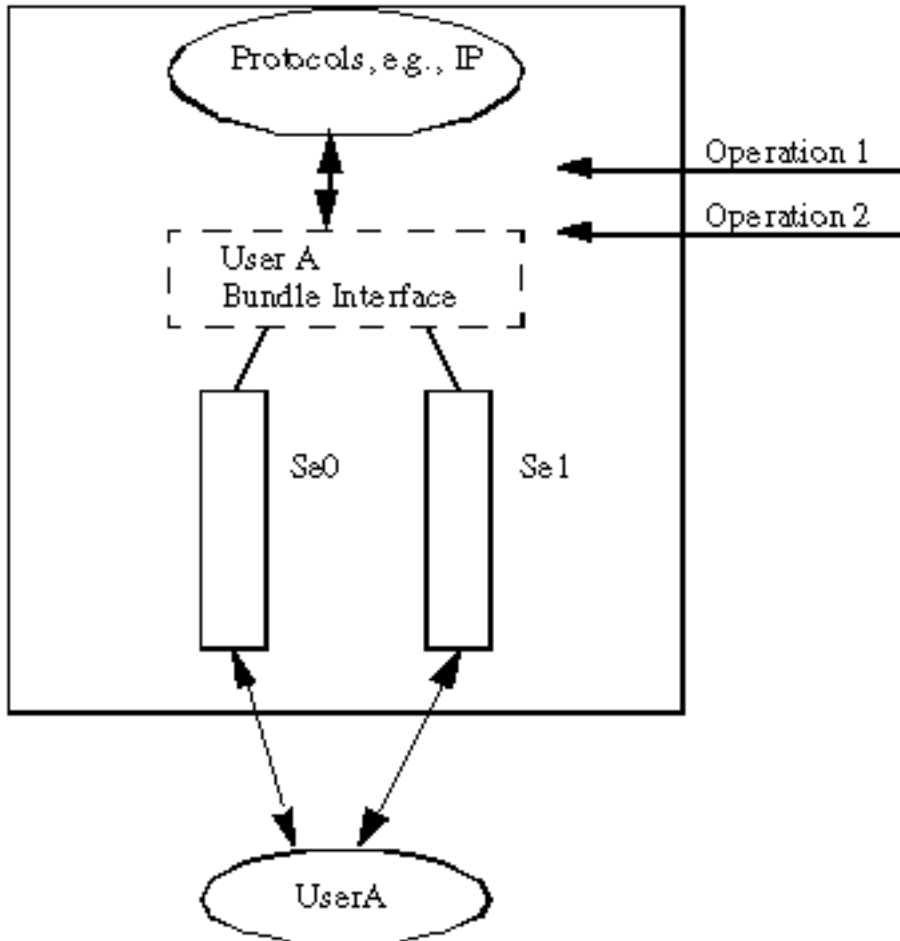 Protocols, e.g., IP
Operation 1
Operation 2
User A
Bundle Interface
Se0
Se1
UserA